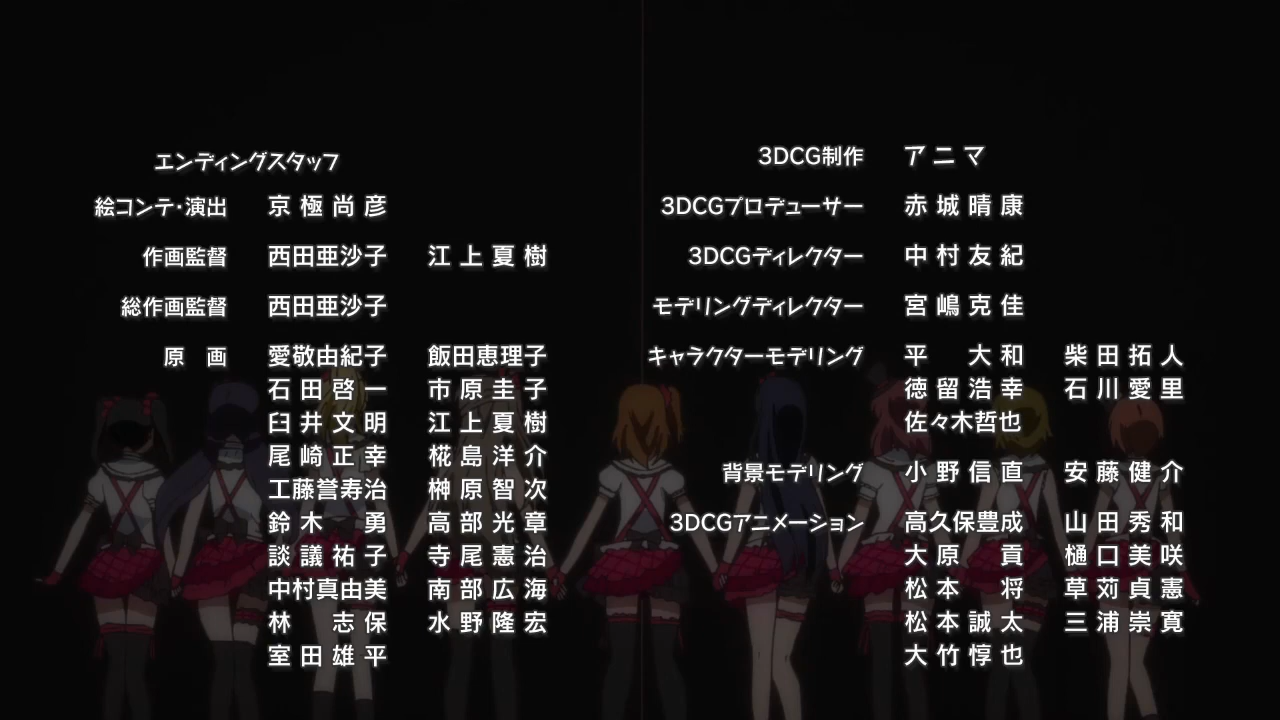 エンディングスタッフ
絵コンテ・演出 京極尚彦
作画監督 西田亜沙子 江上夏樹
総作画監督 西田亜沙子
原 画 愛敬由紀子 飯田恵理子
石田啓一 市原圭子
臼井文明 江上夏樹
尾崎正幸 椛島洋介
工藤誉寿治 榊原智次
鈴木 勇 高部光章
談議祐子 寺尾憲治
中村真由美 南部広海
林 志保 水野隆宏
室田雄平
3DCG制作 アニマ
3DCGプロデューサー 赤城晴康
3DCGディレクター 中村友紀
モデリングディレクター 宮嶋克佳
キャラクターモデリング 平 大和 柴田拓人
徳留浩幸 石川愛里
佐々木哲也
背景モデリング 小野信直 安藤健介
3DCGアニメーション 高久保豊成 山田秀和
大原 貢 樋口美咲
松本 将 草苅貞憲
松本誠太 三浦崇寛
大竹惇也